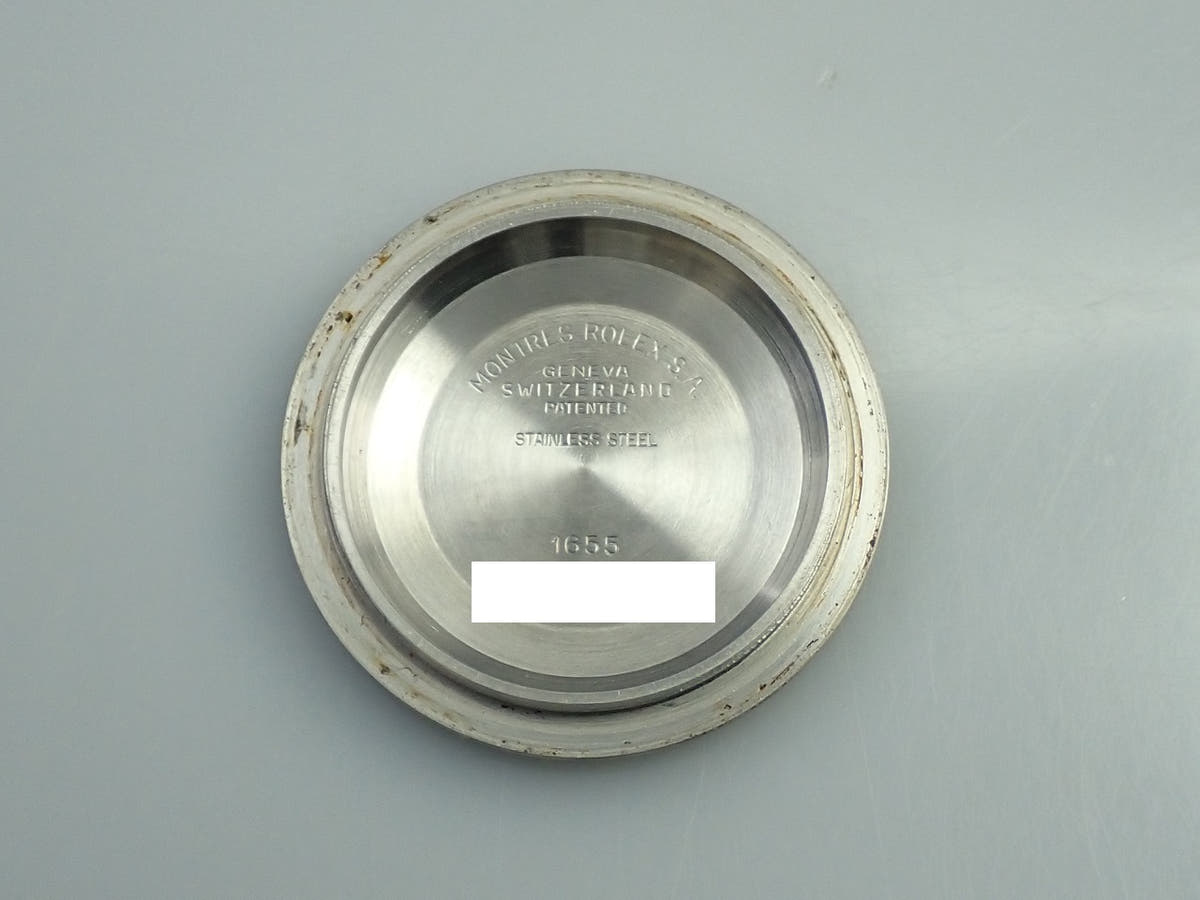 MONTRES ROLEX S.A.
GENEVA
SWITZERLAND
PATENTED
STAINLESS STEEL
1655